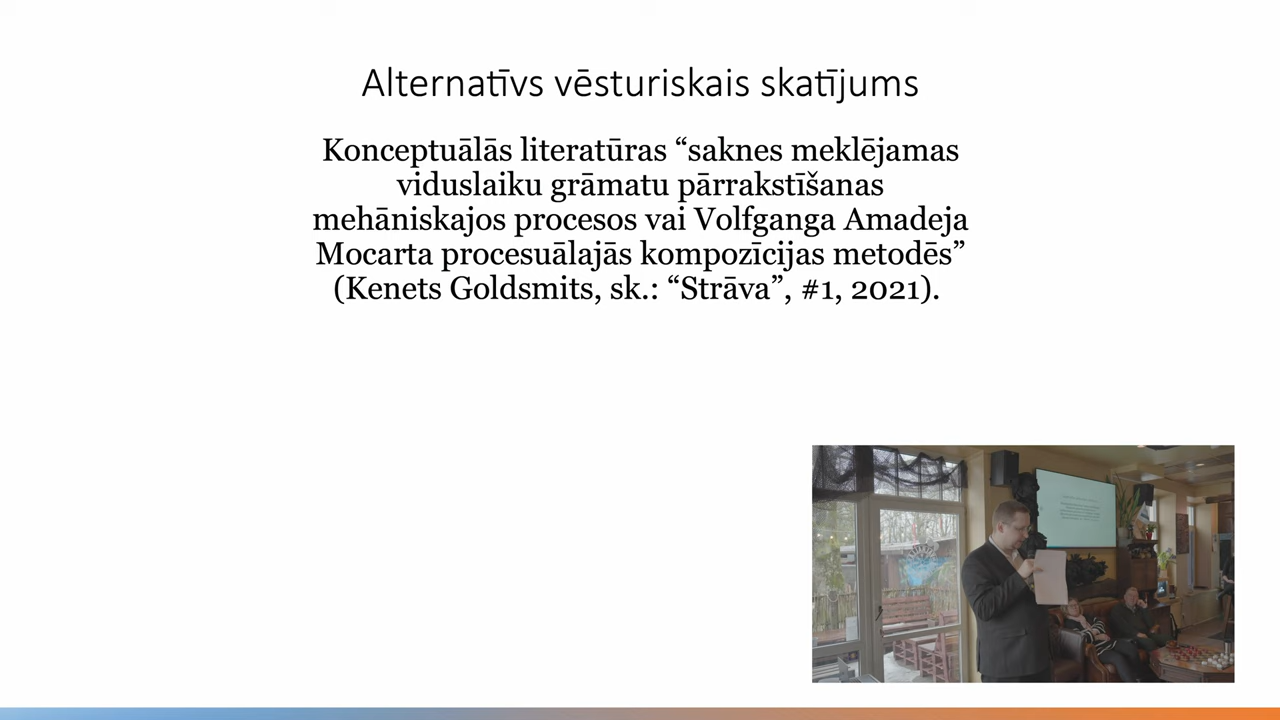 Alternatīvs vēsturiskais skatījums
Konceptuālās literatūras “saknes meklējamas
viduslaiku grāmatu pārrakstīšanas
mehāniskajos procesos vai Volfganga Amadeja
Mocarta procesuālajās kompozīcijas metodēs”
(Kenets Goldsmits, sk.: “Strāva”, #1, 2021).